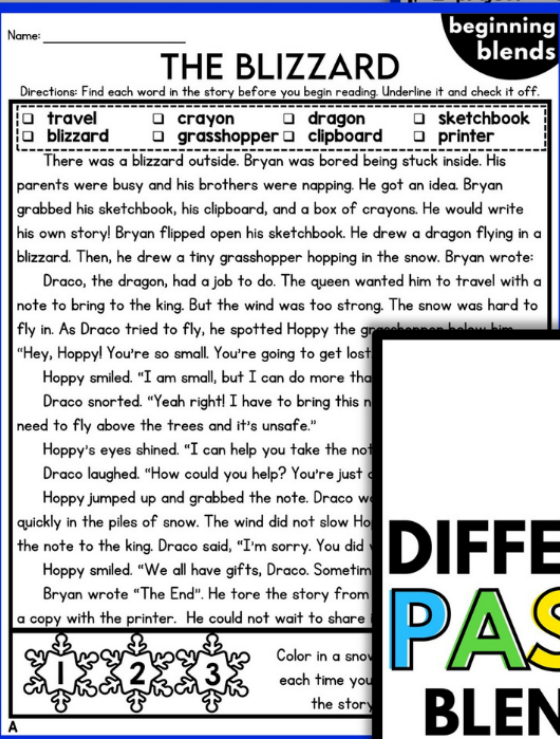 beginning
blends
Name:
THE BLIZZARD
Directions: Find each word in the story before you begin reading. Underline it and check it off.
travel crayon dragon sketchbook
blizzard grasshopper clipboard printer
There was a blizzard outside. Bryan was bored being stuck inside. His
parents were busy and his brothers were napping. He got an idea. Bryan
grabbed his sketchbook, his clipboard, and a box of crayons. He would write
his own story! Bryan flipped open his sketchbook. He drew a dragon flying in a
blizzard. Then, he drew a tiny grasshopper hopping in the snow. Bryan wrote:
Draco, the dragon, had a job to do. The queen wanted him to travel with a
note to bring to the king. But the wind was too strong. The snow was hard to
fly in. As Draco tried to fly, he spotted Hoppy the grasshopper below him.
"Hey, Hoppy! You're so small. You're going to get lost
Hoppy smiled. "I am small, but I can do more tha
Draco snorted. "Yeah right! I have to bring this n
need to fly above the trees and it's unsafe."
Hoppy's eyes shined. "I can help you take the not
Draco laughed. "How could you help? You're just
Hoppy jumped up and grabbed the note. Draco w
quickly in the piles of snow. The wind did not slow Ho
the note to the king. Draco said, "I'm sorry. You did
Hoppy smiled. "We all have gifts, Draco. Sometim
Bryan wrote "The End". He tore the story from
a copy with the printer. He could not wait to share
1 2 3
Color in a snow
each time you
the story
A
DIFFE
PAS
BLEN